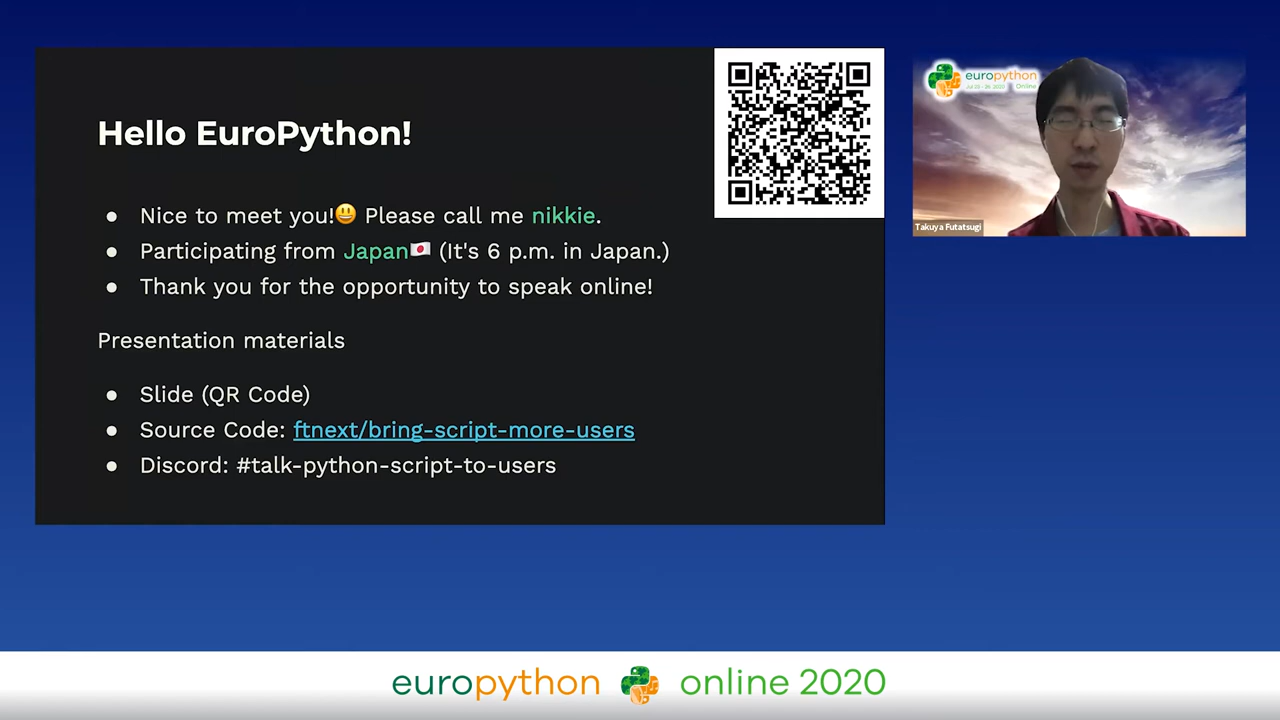 Hello EuroPython!
● Nice to meet you!😃 Please call me nikkie.
● Participating from Japan🇯🇵 (It's 6 p.m. in Japan.)
● Thank you for the opportunity to speak online!
Presentation materials
● Slide (QR Code)
● Source Code: ftnext/bring-script-more-users
● Discord: #talk-python-script-to-users
europython
Jul 23 - 26 2020 Online
Takuya Futatsugi
europython online 2020